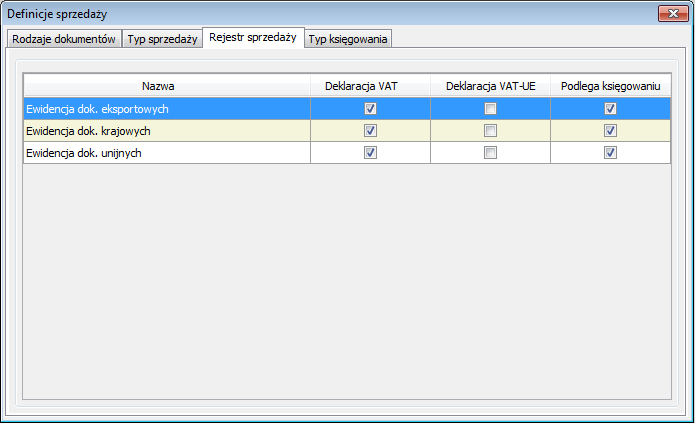 Definicje sprzedaży
Rodzaje dokumentów Typ sprzedaży Rejestr sprzedaży Typ księgowania
Nazwa Deklaracja VAT Deklaracja VAT-UE Podlega księgowaniu
Ewidencja dok. eksportowych
Ewidencja dok. krajowych
Ewidencja dok. unijnych